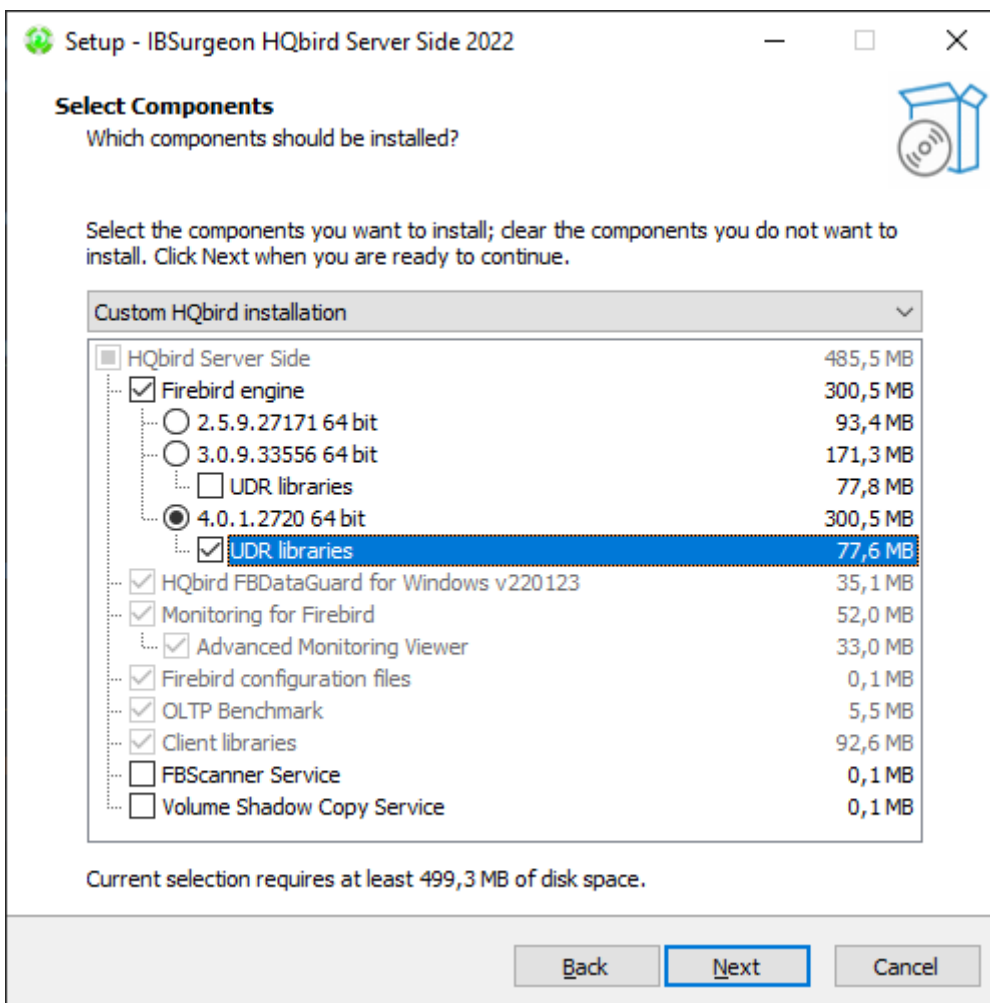 Setup - IBSurgeon HQbird Server Side 2022
Select Components
Which components should be installed?
Select the components you want to install; clear the components you do not want to
install. Click Next when you are ready to continue.
Custom HQbird installation
HQbird Server Side 485,5 MB
Firebird engine 300,5 MB
2.5.9.27171 64 bit 93,4 MB
3.0.9.33556 64 bit 171,3 MB
UDR libraries 77,8 MB
4.0.1.2720 64 bit 300,5 MB
UDR libraries 77,6 MB
HQbird FBDataGuard for Windows v220123 35,1 MB
Monitoring for Firebird 52,0 MB
Advanced Monitoring Viewer 33,0 MB
Firebird configuration files 0,1 MB
OLTP Benchmark 5,5 MB
Client libraries 92,6 MB
FBScanner Service 0,1 MB
Volume Shadow Copy Service 0,1 MB
Current selection requires at least 499,3 MB of disk space.
Back Next Cancel